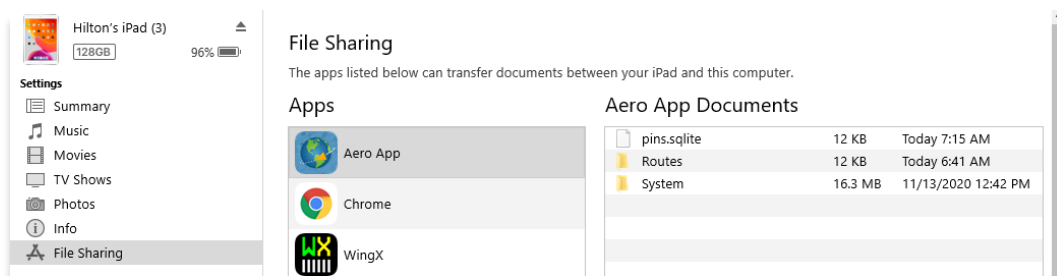 Hilton's iPad (3)
128GB
96%
Settings
Summary
Music
Movies
TV Shows
Photos
Info
File Sharing
File Sharing
The apps listed below can transfer documents between your iPad and this computer.
Apps
Aero App
Chrome
WX
WingX
Aero App Documents
pins.sqlite 12 KB Today 7:15 AM
Routes 12 KB Today 6:41 AM
System 16.3 MB 11/13/2020 12:42 PM